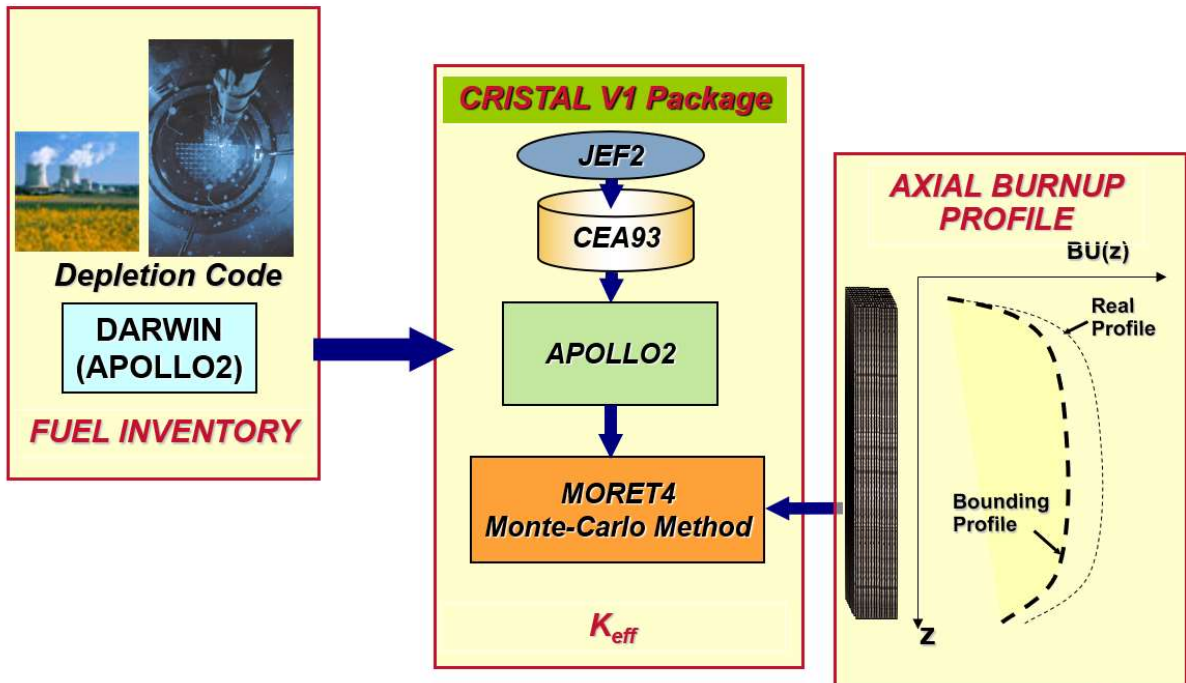 Depletion Code
DARWIN
(APOLLO2)
FUEL INVENTORY
CRISTAL V1 Package
JEF2
CEA93
APOLLO2
MORET4
Monte-Carlo Method
Keff
AXIAL BURNUP
PROFILE
BU(z)
Real
Profile
Bounding
Profile
z